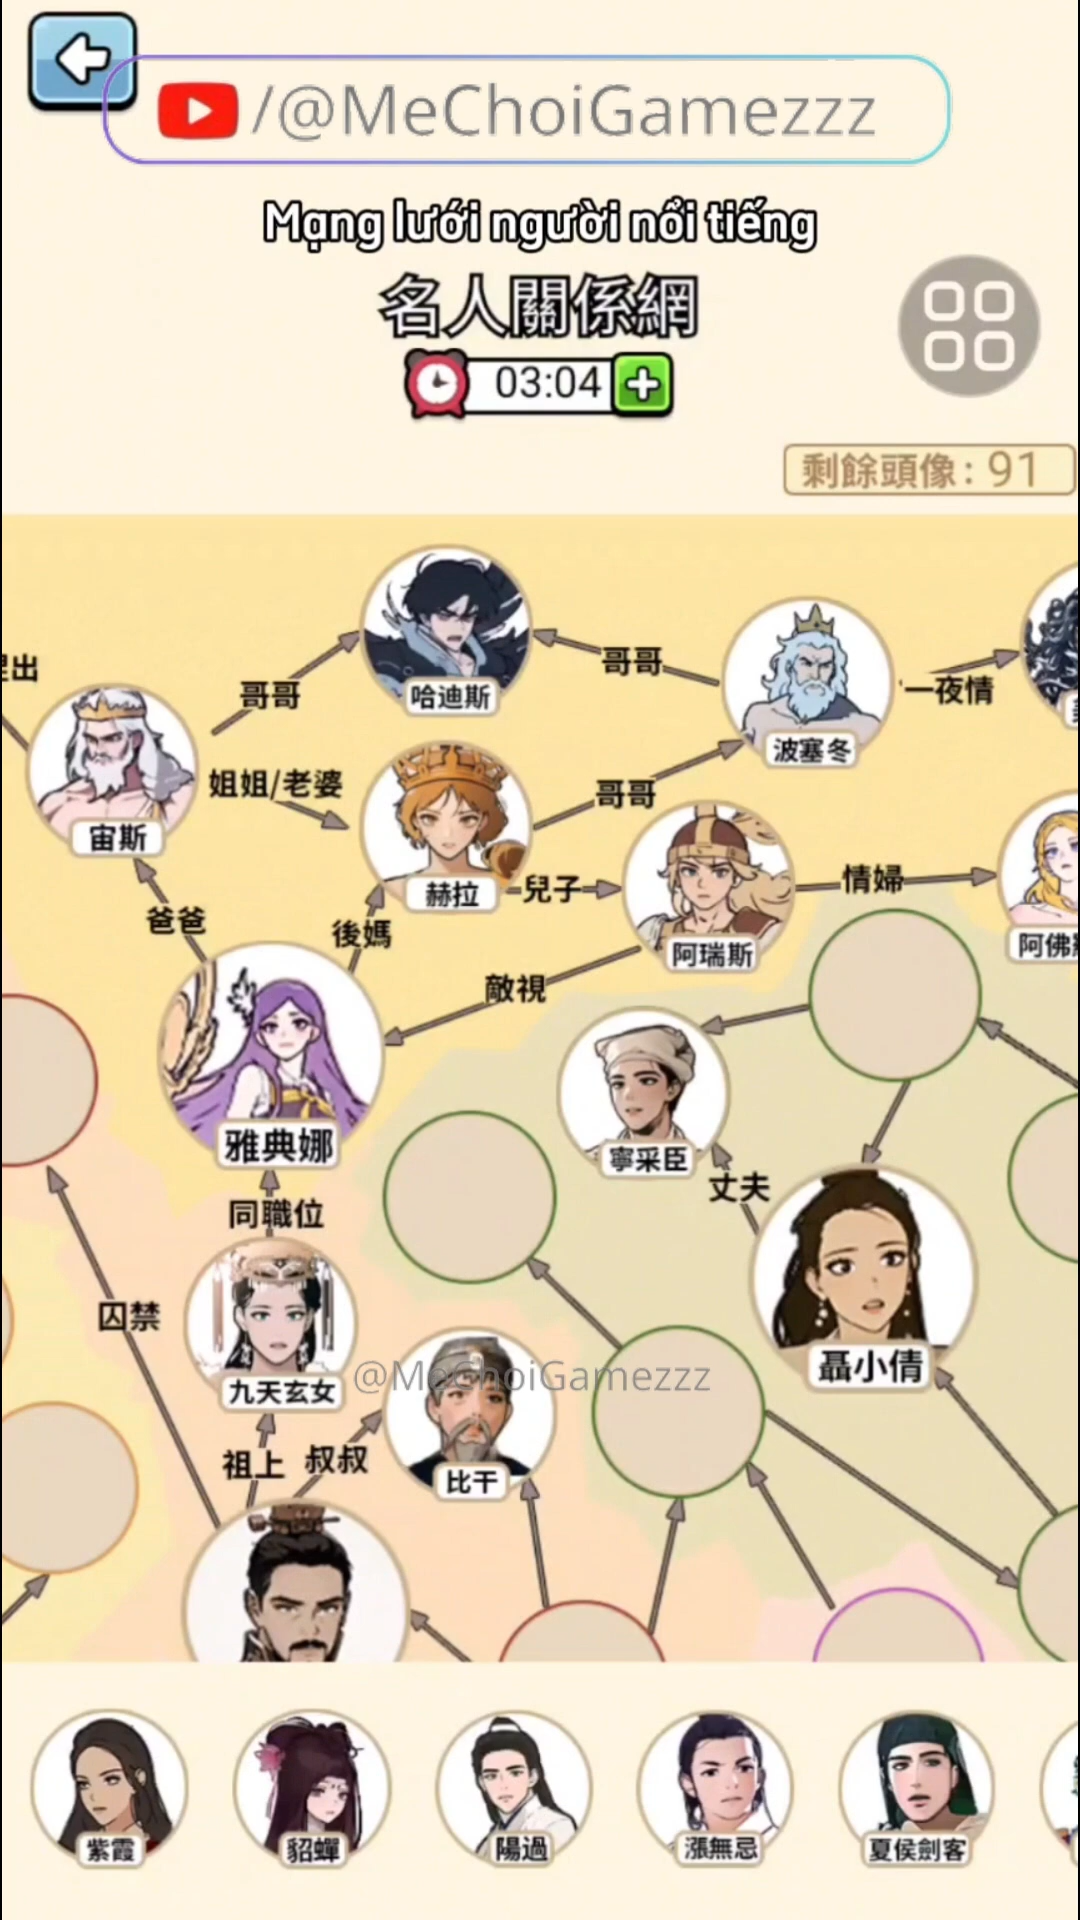 /@MeChoiGamezzz
Mạng lưới người nổi tiếng
名人關係網
03:04
剩餘頭像:91
哥哥
哈迪斯
哥哥
波塞冬
一夜情
宙斯
姐姐/老婆
赫拉
哥哥
兒子
阿瑞斯
情婦
爸爸
後媽
敵視
雅典娜
寧采臣
丈夫
同職位
聶小倩
囚禁
九天玄女
@MeChoiGamezzz
祖上
叔叔
比干
紫霞
貂蟬
陽過
漲無忌
夏侯劍客